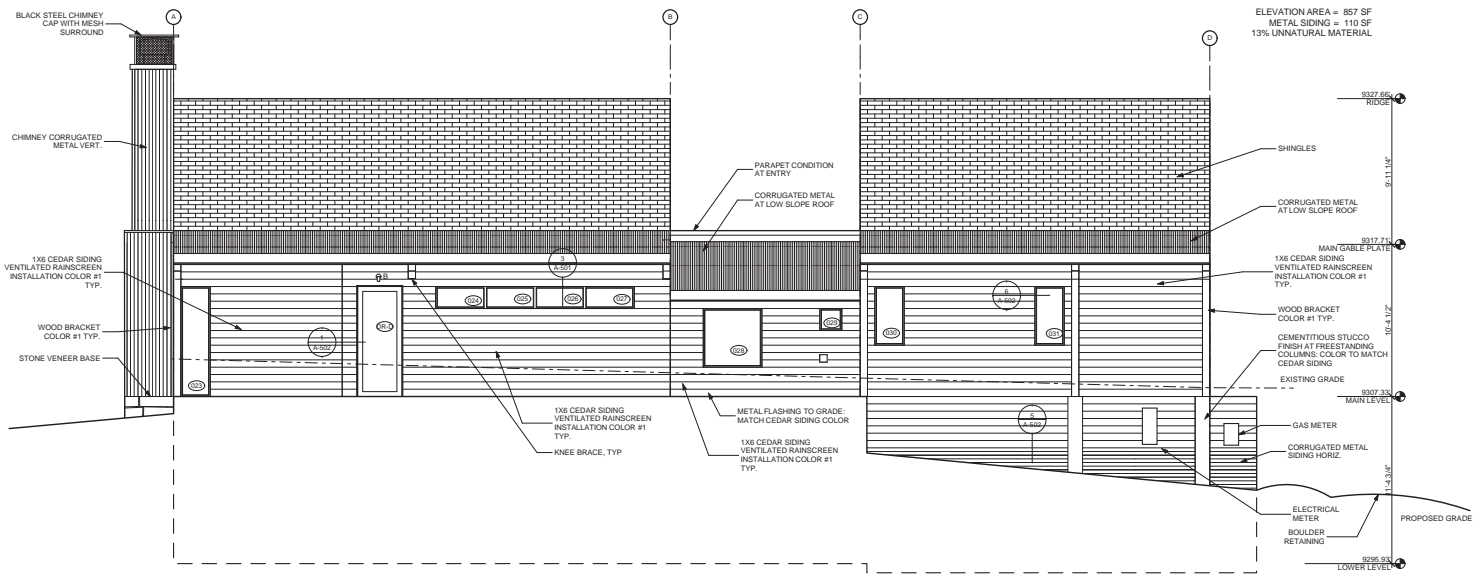 BLACK STEEL CHIMNEY
CAP WITH MESH
SURROUND
A
B
C
D
ELEVATION AREA = 857 SF
METAL SIDING = 110 SF
13% UNNATURAL MATERIAL
9327.66'
RIDGE
CHIMNEY CORRUGATED
METAL VERT.
SHINGLES
PARAPET CONDITION
AT ENTRY
9'-11 1/4"
CORRUGATED METAL
AT LOW SLOPE ROOF
CORRUGATED METAL
AT LOW SLOPE ROOF
9317.71'
MAIN GABLE PLATE
1X6 CEDAR SIDING
VENTILATED RAINSCREEN
INSTALLATION COLOR #1
TYP.
3
A-501
1X6 CEDAR SIDING
VENTILATED RAINSCREEN
INSTALLATION COLOR #1
TYP.
B
6
A-502
024
025
026
027
WOOD BRACKET
COLOR #1 TYP.
DR-D
029
030
031
WOOD BRACKET
COLOR #1 TYP.
10'-4 1/2"
1
A-502
028
CEMENTITIOUS STUCCO
FINISH AT FREESTANDING
COLUMNS: COLOR TO MATCH
CEDAR SIDING
STONE VENEER BASE
023
EXISTING GRADE
9307.33'
MAIN LEVEL
1X6 CEDAR SIDING
VENTILATED RAINSCREEN
INSTALLATION COLOR #1
TYP.
METAL FLASHING TO GRADE:
MATCH CEDAR SIDING COLOR
5
A-502
GAS METER
KNEE BRACE, TYP
1X6 CEDAR SIDING
VENTILATED RAINSCREEN
INSTALLATION COLOR #1
TYP.
CORRUGATED METAL
SIDING HORIZ.
11'-4 3/4"
ELECTRICAL
METER
PROPOSED GRADE
BOULDER
RETAINING
9295.93'
LOWER LEVEL